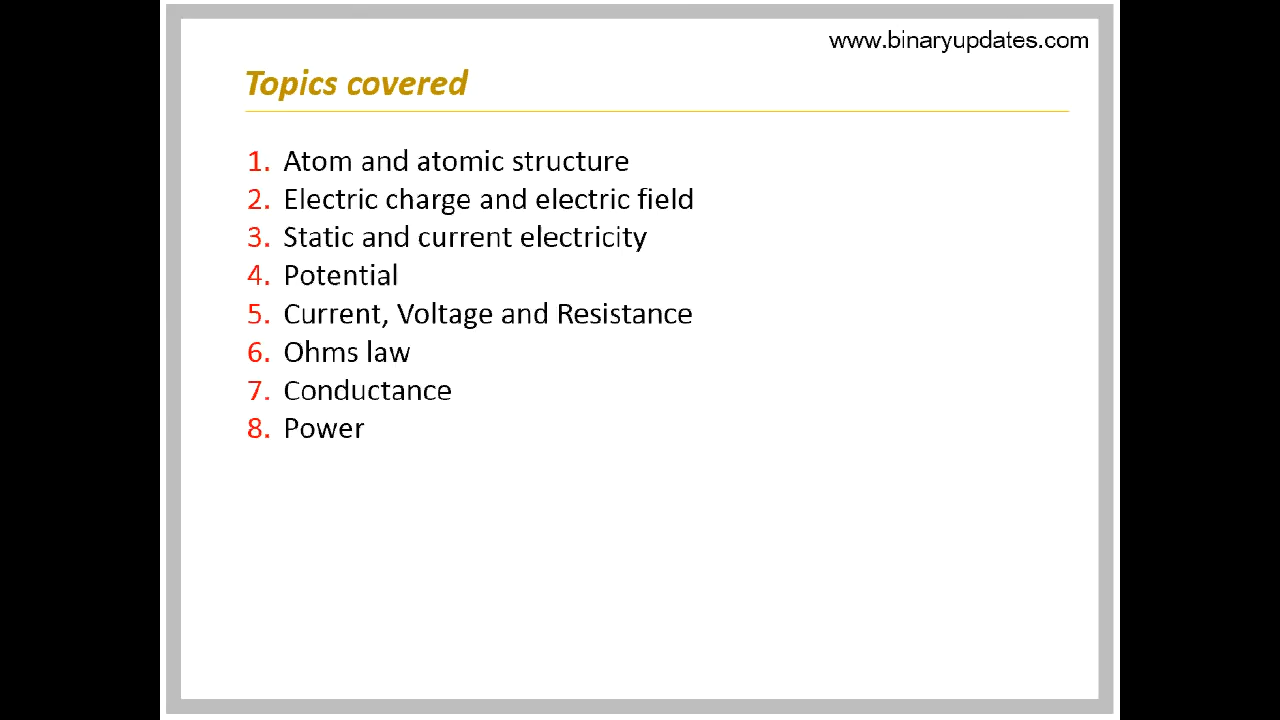 www.binaryupdates.com
Topics covered
1. Atom and atomic structure
2. Electric charge and electric field
3. Static and current electricity
4. Potential
5. Current, Voltage and Resistance
6. Ohms law
7. Conductance
8. Power